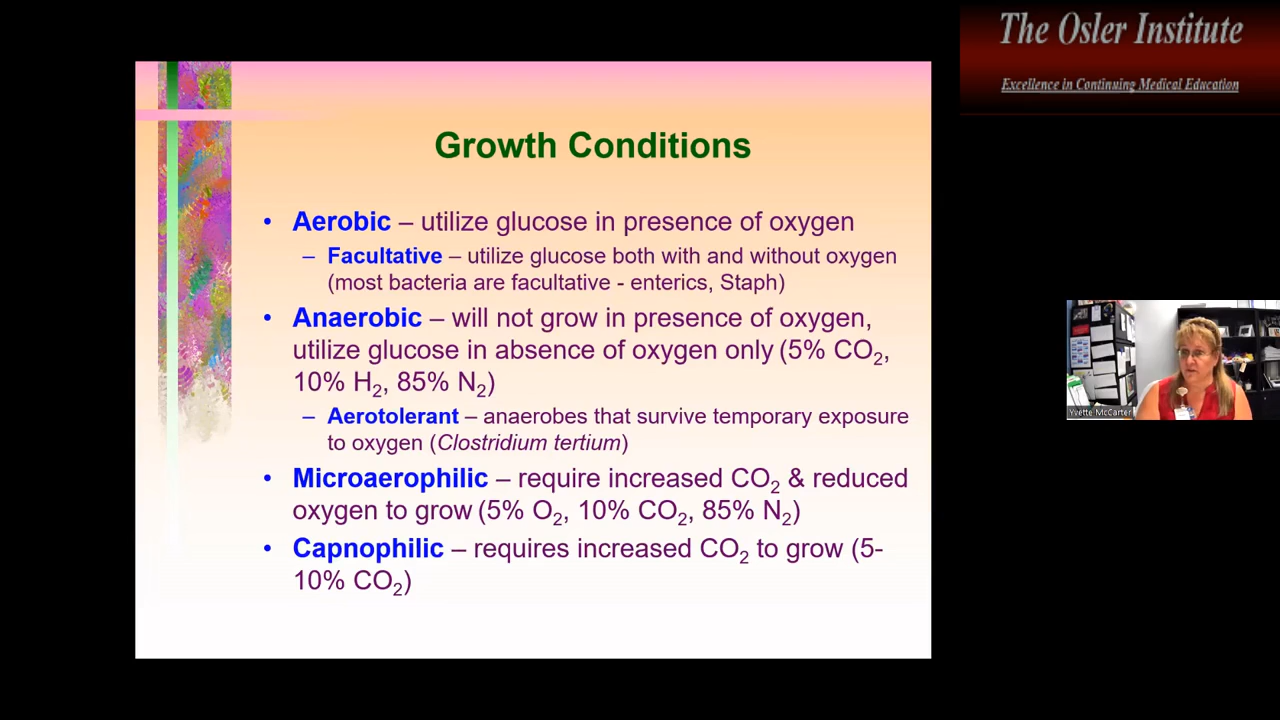 The Osler Institute
Excellence in Continuing Medical Education
Growth Conditions
• Aerobic – utilize glucose in presence of oxygen
– Facultative – utilize glucose both with and without oxygen
(most bacteria are facultative - enterics, Staph)
• Anaerobic – will not grow in presence of oxygen,
utilize glucose in absence of oxygen only (5% CO₂,
10% H₂, 85% N₂)
– Aerotolerant – anaerobes that survive temporary exposure
to oxygen (Clostridium tertium)
• Microaerophilic – require increased CO₂ & reduced
oxygen to grow (5% O₂, 10% CO₂, 85% N₂)
• Capnophilic – requires increased CO₂ to grow (5-
10% CO₂)
Yvette McCarter